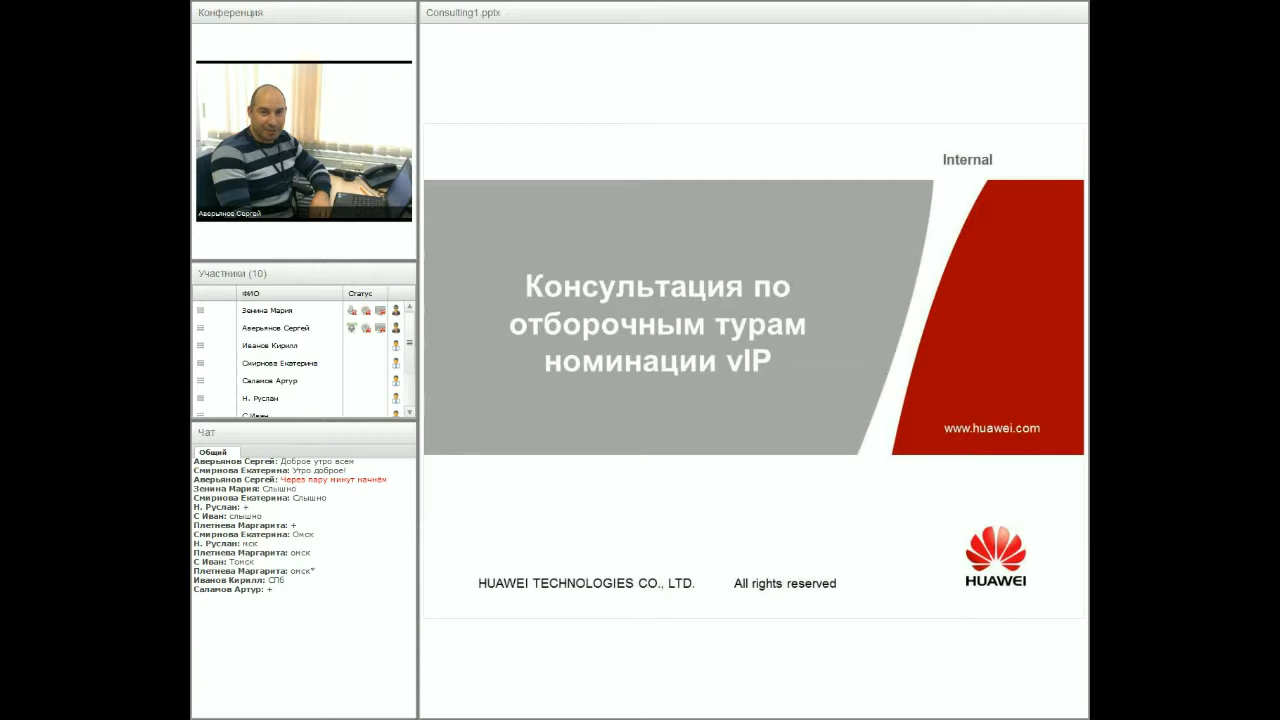 Конференция
Аверьянов Сергей
Участники (10)
ФИО Статус
Зенина Мария
Аверьянов Сергей
Иванов Кирилл
Смирнова Екатерина
Саламов Артур
Н. Руслан
С Иван
Чат
Общий
Аверьянов Сергей: Доброе утро всем
Смирнова Екатерина: Утро доброе!
Аверьянов Сергей: Через пару минут начнём
Зенина Мария: Слышно
Смирнова Екатерина: Слышно
Н. Руслан: +
С Иван: слышно
Плетнева Маргарита: +
Смирнова Екатерина: Омск
Н. Руслан: мск
Плетнева Маргарита: омск
С Иван: Томск
Плетнева Маргарита: омск*
Иванов Кирилл: СПб
Саламов Артур: +
Consulting1.pptx
Internal
Консультация по
отборочным турам
номинации vIP
www.huawei.com
HUAWEI
HUAWEI TECHNOLOGIES CO., LTD. All rights reserved